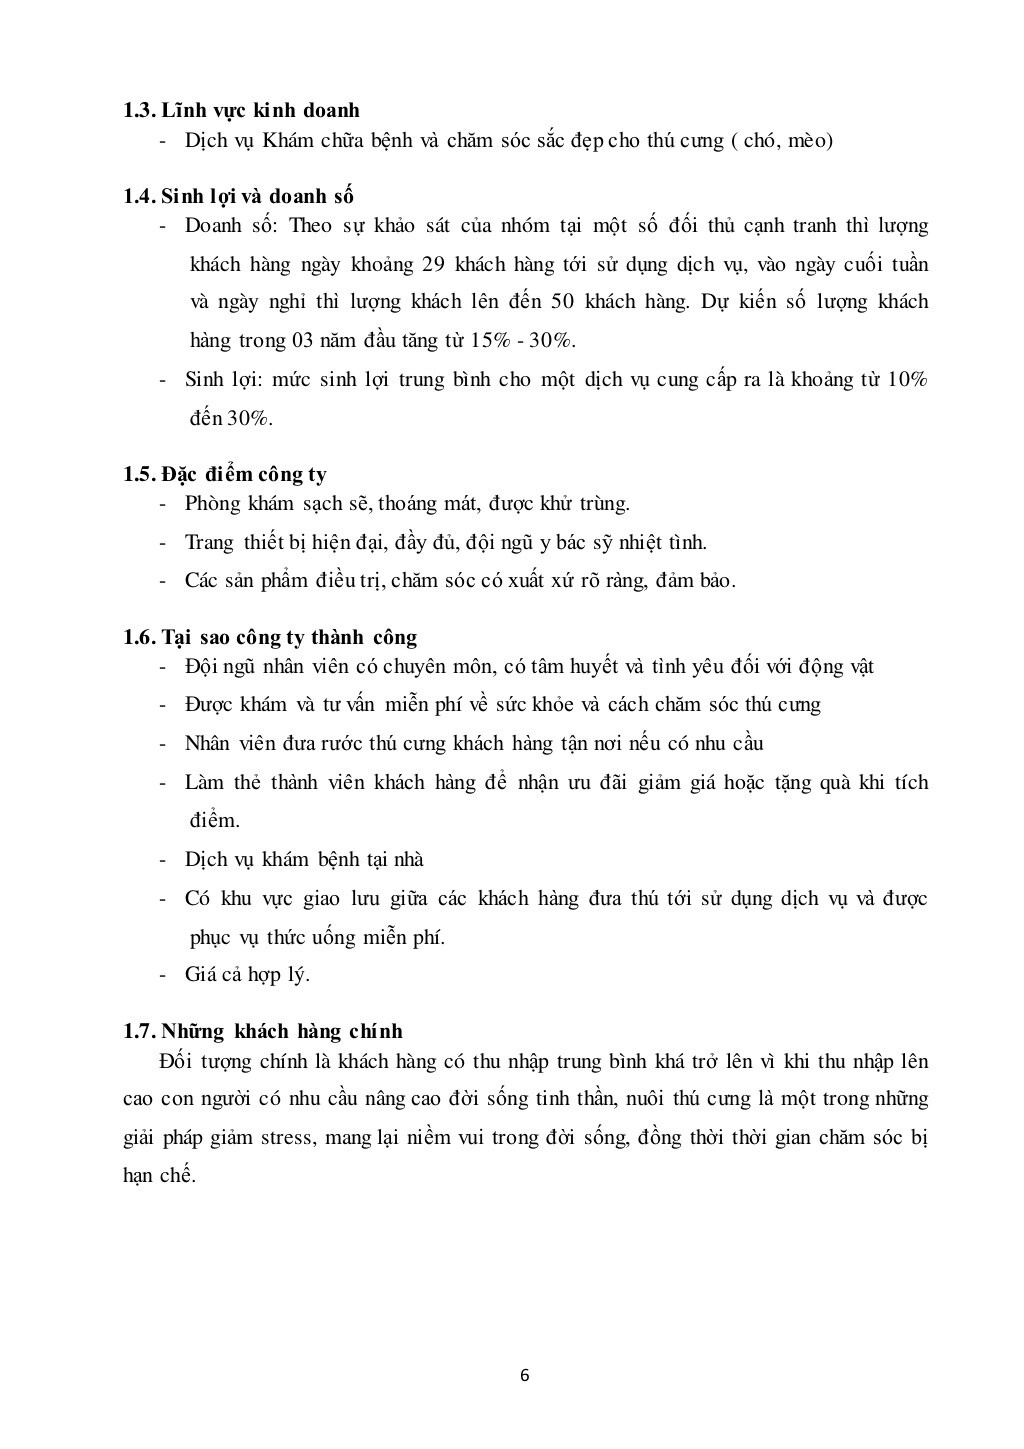 1.3. Lĩnh vực kinh doanh
- Dịch vụ Khám chữa bệnh và chăm sóc sắc đẹp cho thú cưng ( chó, mèo)
1.4. Sinh lợi và doanh số
- Doanh số: Theo sự khảo sát của nhóm tại một số đối thủ cạnh tranh thì lượng
khách hàng ngày khoảng 29 khách hàng tới sử dụng dịch vụ, vào ngày cuối tuần
và ngày nghỉ thì lượng khách lên đến 50 khách hàng. Dự kiến số lượng khách
hàng trong 03 năm đầu tăng từ 15% - 30%.
- Sinh lợi: mức sinh lợi trung bình cho một dịch vụ cung cấp ra là khoảng từ 10%
đến 30%.
1.5. Đặc điểm công ty
- Phòng khám sạch sẽ, thoáng mát, được khử trùng.
- Trang thiết bị hiện đại, đầy đủ, đội ngũ y bác sỹ nhiệt tình.
- Các sản phẩm điều trị, chăm sóc có xuất xứ rõ ràng, đảm bảo.
1.6. Tại sao công ty thành công
- Đội ngũ nhân viên có chuyên môn, có tâm huyết và tình yêu đối với động vật
- Được khám và tư vấn miễn phí về sức khỏe và cách chăm sóc thú cưng
- Nhân viên đưa rước thú cưng khách hàng tận nơi nếu có nhu cầu
- Làm thẻ thành viên khách hàng để nhận ưu đãi giảm giá hoặc tặng quà khi tích
điểm.
- Dịch vụ khám bệnh tại nhà
- Có khu vực giao lưu giữa các khách hàng đưa thú tới sử dụng dịch vụ và được
phục vụ thức uống miễn phí.
- Giá cả hợp lý.
1.7. Những khách hàng chính
Đối tượng chính là khách hàng có thu nhập trung bình khá trở lên vì khi thu nhập lên
cao con người có nhu cầu nâng cao đời sống tinh thần, nuôi thú cưng là một trong những
giải pháp giảm stress, mang lại niềm vui trong đời sống, đồng thời thời gian chăm sóc bị
hạn chế.
6